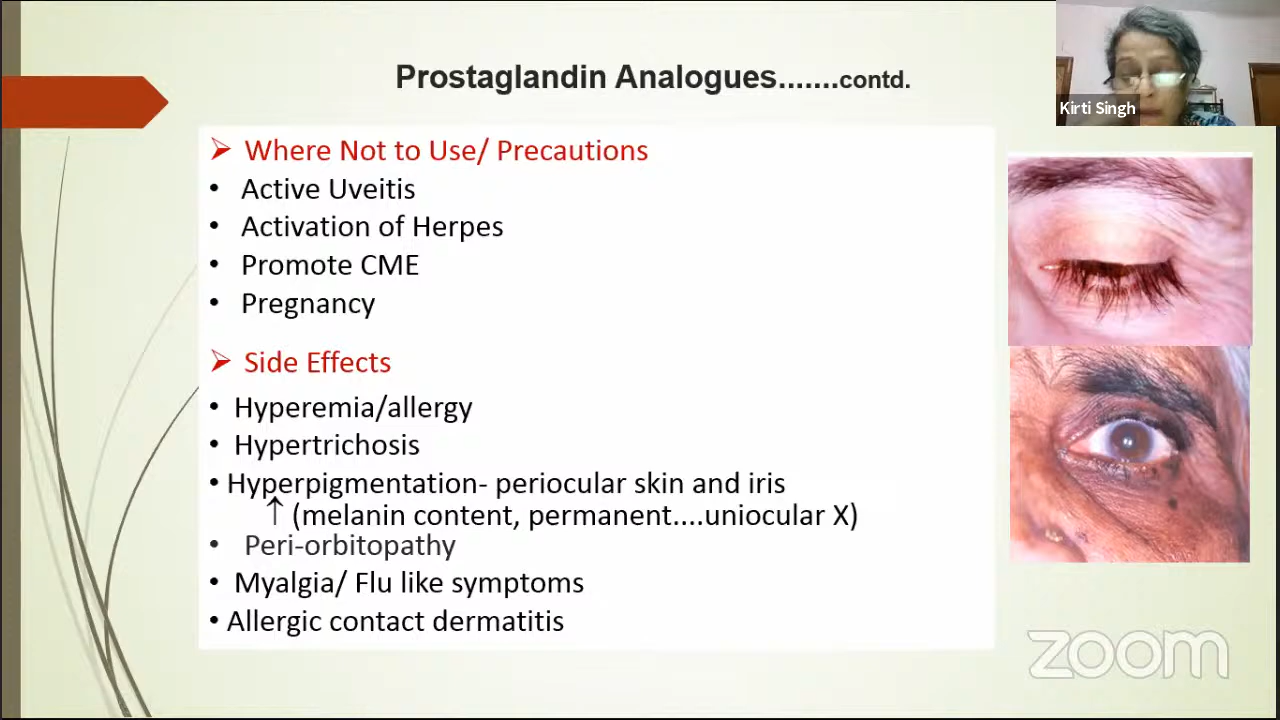 Prostaglandin Analogues.......contd.
Kirti Singh
➢ Where Not to Use/ Precautions
• Active Uveitis
• Activation of Herpes
• Promote CME
• Pregnancy
➢ Side Effects
• Hyperemia/allergy
• Hypertrichosis
• Hyperpigmentation- periocular skin and iris
↑ (melanin content, permanent....uniocular X)
• Peri-orbitopathy
• Myalgia/ Flu like symptoms
• Allergic contact dermatitis
zoom